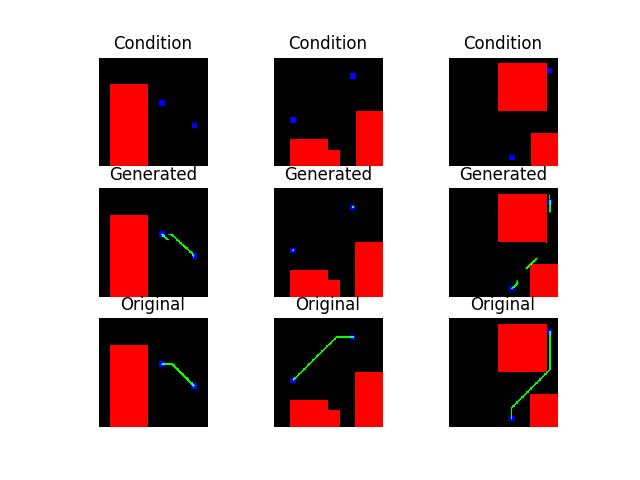 Condition Condition Condition
Generated Generated Generated
Original Original Original